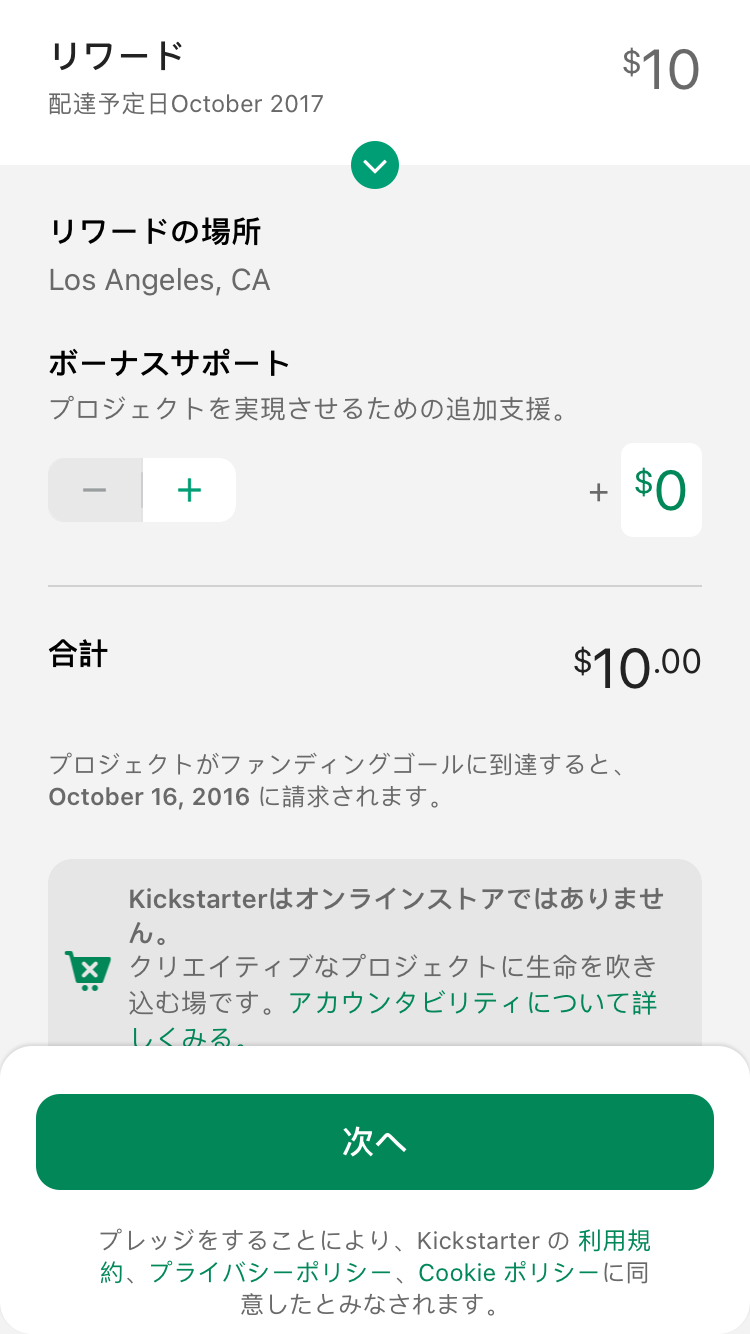 リワード
$10
配達予定日October 2017
リワードの場所
Los Angeles, CA
ボーナスサポート
プロジェクトを実現させるための追加支援。
− + + $0
合計
$10.00
プロジェクトがファンディングゴールに到達すると、
October 16, 2016 に請求されます。
Kickstarterはオンラインストアではありませ
ん。
クリエイティブなプロジェクトに生命を吹き
込む場です。アカウンタビリティについて詳
しくみる。
次へ
プレッジをすることにより、Kickstarter の 利用規
約、プライバシーポリシー、Cookie ポリシーに同
意したとみなされます。